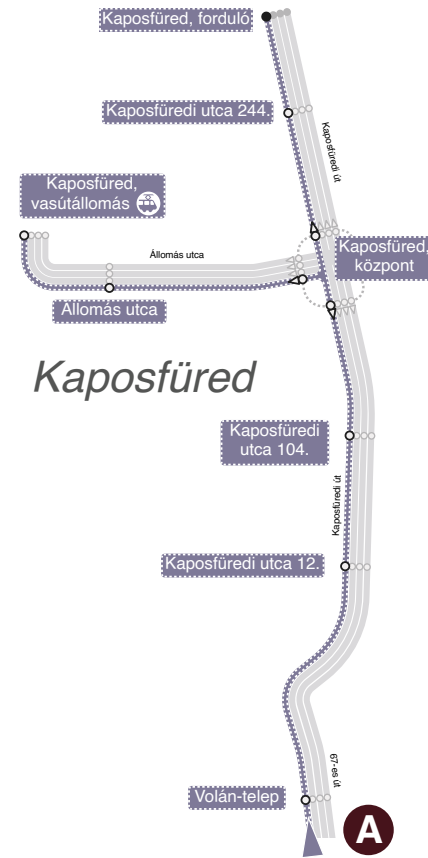 Kaposfüred, forduló
Kaposfüredi utca 244.
Kaposfüredi út
Kaposfüred,
vasútállomás
Állomás utca
Kaposfüred,
központ
Állomás utca
Kaposfüred
Kaposfüredi
utca 104.
Kaposfüredi út
Kaposfüredi utca 12.
67-es út
Volán-telep
A